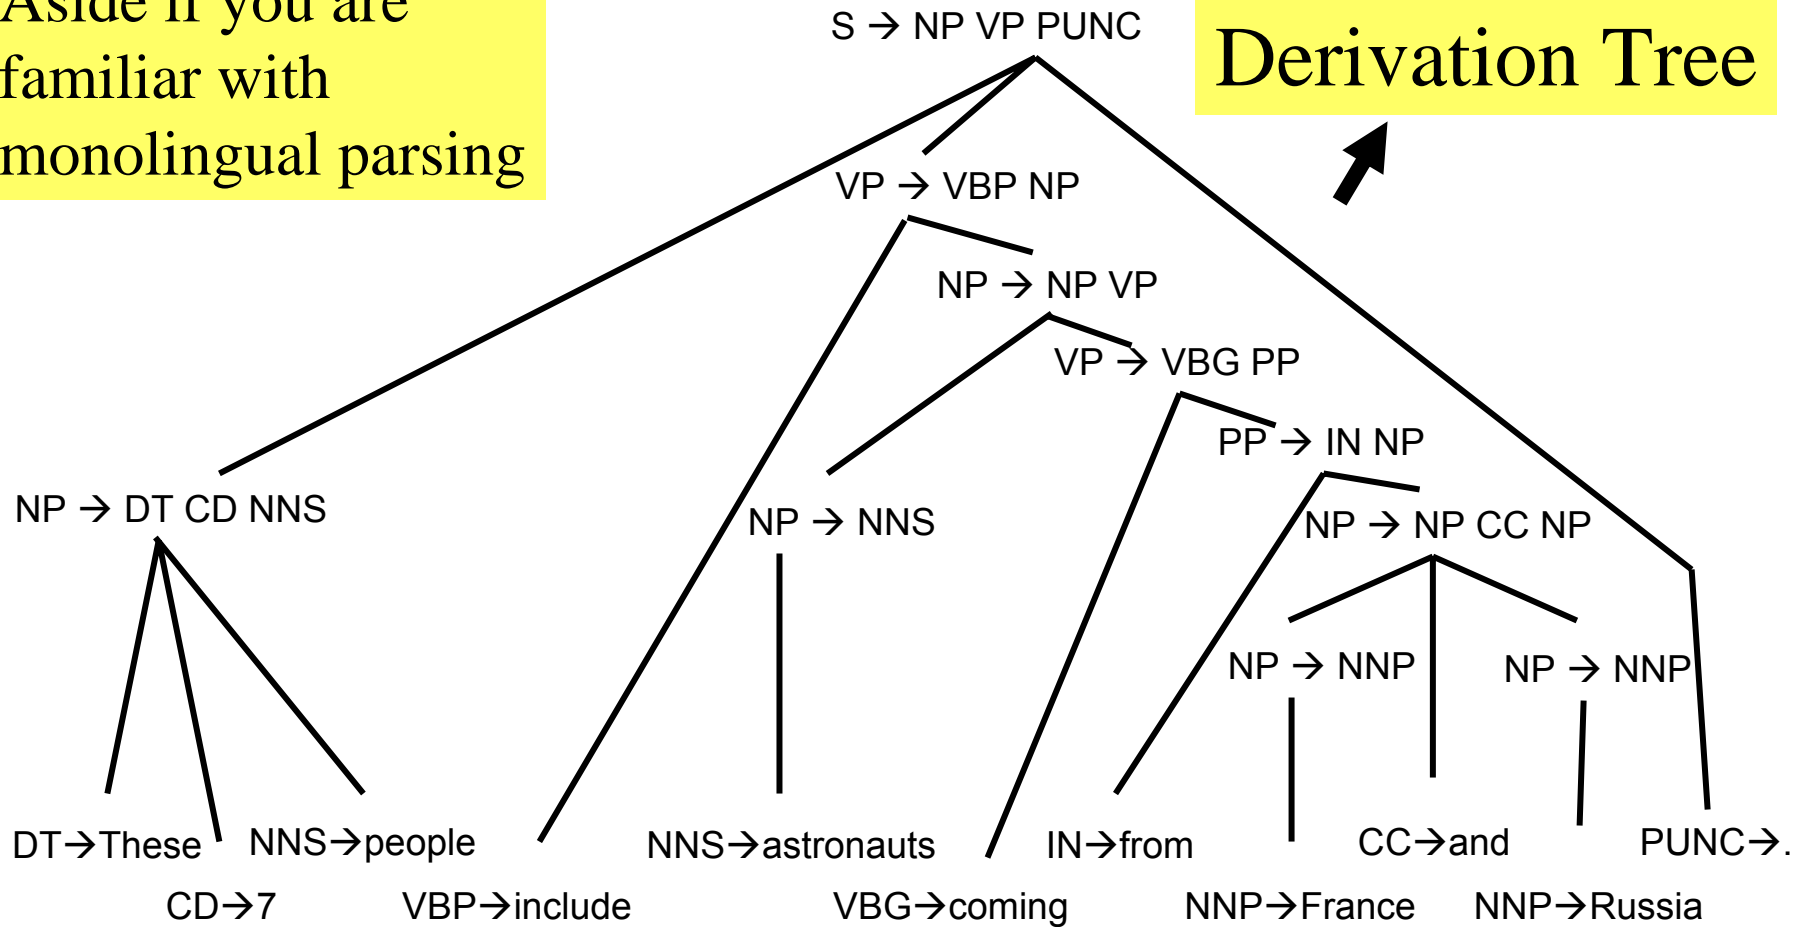 Aside if you are
familiar with
monolingual parsing
Derivation Tree
S → NP VP PUNC
VP → VBP NP
NP → NP VP
VP → VBG PP
PP → IN NP
NP → DT CD NNS
NP → NNS
NP → NP CC NP
NP → NNP
NP → NNP
DT→These
NNS→people
NNS→astronauts
IN→from
CC→and
PUNC→.
CD→7
VBP→include
VBG→coming
NNP→France
NNP→Russia